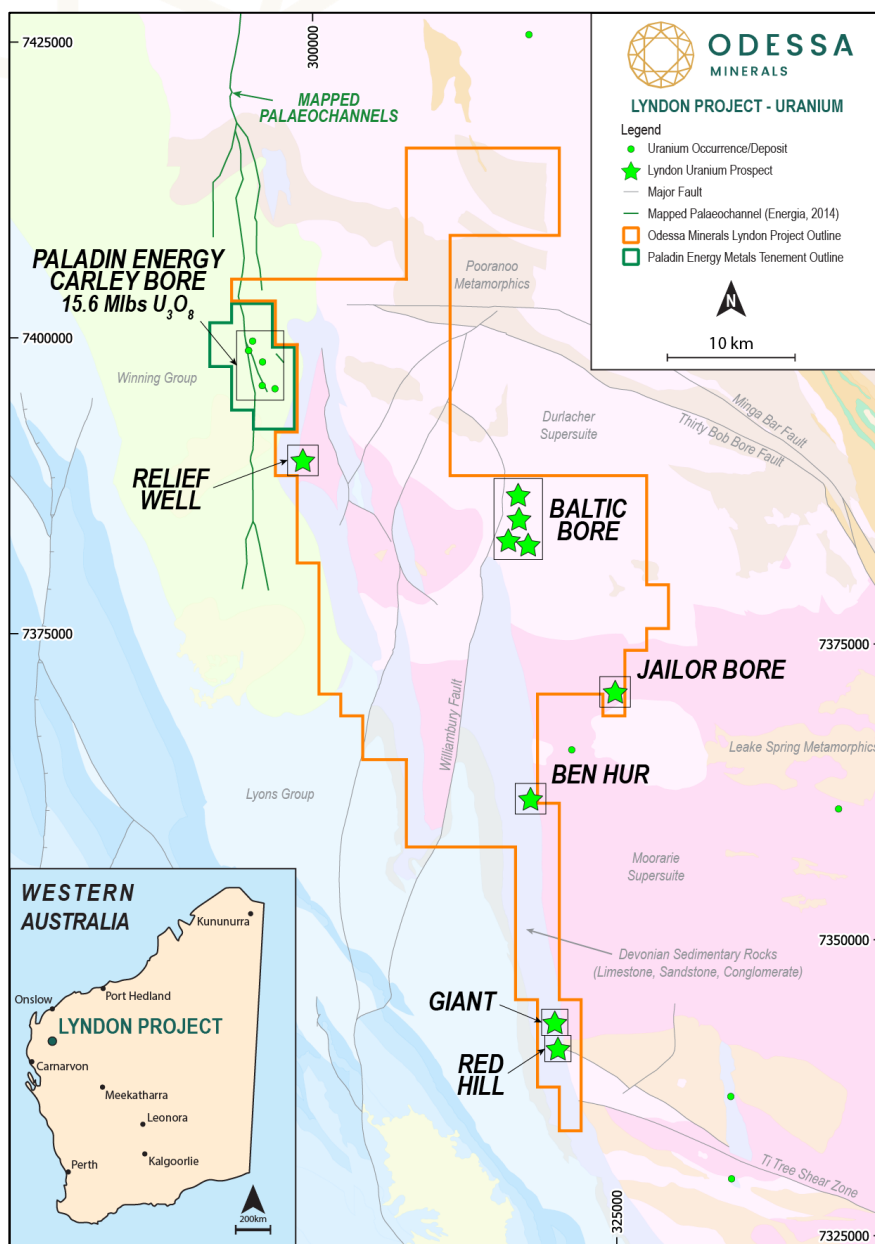 7425000
300000
ODESSA
MINERALS
LYNDON PROJECT - URANIUM
Legend
Uranium Occurrence/Deposit
Lyndon Uranium Prospect
Major Fault
Mapped Palaeochannel (Energia, 2014)
Odessa Minerals Lyndon Project Outline
Paladin Energy Metals Tenement Outline
N
10 km
MAPPED
PALAEOCHANNELS
PALADIN ENERGY
CARLEY BORE
15.6 Mlbs U₃O₈
Pooranoo
Metamorphics
7400000
Winning Group
Durlacher
Supersuite
Minga Bar Fault
Thirty Bob Bore Fault
RELIEF
WELL
BALTIC
BORE
7375000
7375000
JAILOR BORE
Williambury Fault
Leake Spring Metamorphics
BEN HUR
Lyons Group
Moorarie
Supersuite
Devonian Sedimentary Rocks
(Limestone, Sandstone, Conglomerate)
7350000
GIANT
RED
HILL
Ti Tree Shear Zone
325000
7325000
WESTERN
AUSTRALIA
Kununurra
Port Hedland
Onslow
LYNDON PROJECT
Carnarvon
Meekatharra
Leonora
Kalgoorlie
Perth
200km